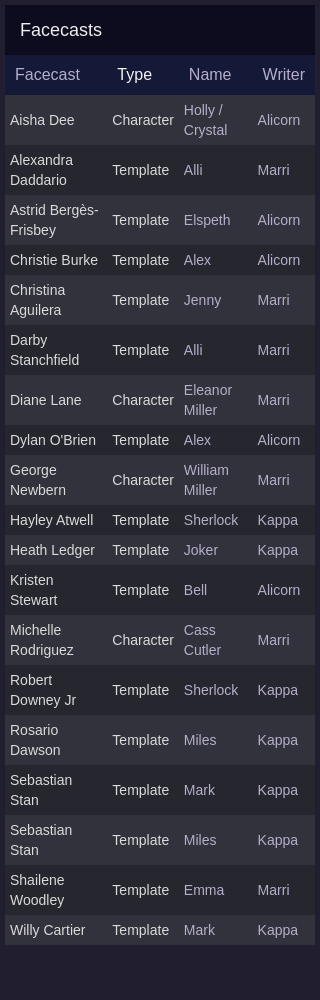 Facecasts
Facecast Type Name Writer
Aisha Dee Character Holly / Crystal Alicorn
Alexandra Daddario Template Alli Marri
Astrid Bergès-Frisbey Template Elspeth Alicorn
Christie Burke Template Alex Alicorn
Christina Aguilera Template Jenny Marri
Darby Stanchfield Template Alli Marri
Diane Lane Character Eleanor Miller Marri
Dylan O'Brien Template Alex Alicorn
George Newbern Character William Miller Marri
Hayley Atwell Template Sherlock Kappa
Heath Ledger Template Joker Kappa
Kristen Stewart Template Bell Alicorn
Michelle Rodriguez Character Cass Cutler Marri
Robert Downey Jr Template Sherlock Kappa
Rosario Dawson Template Miles Kappa
Sebastian Stan Template Mark Kappa
Sebastian Stan Template Miles Kappa
Shailene Woodley Template Emma Marri
Willy Cartier Template Mark Kappa